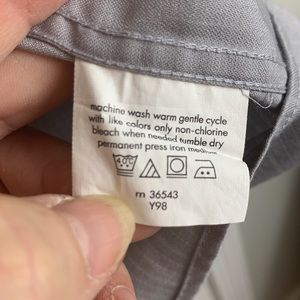 machine wash warm gentle cycle
with like colors only non-chlorine
bleach when needed tumble dry
permanent press iron medium
40C
rn 36543
Y98